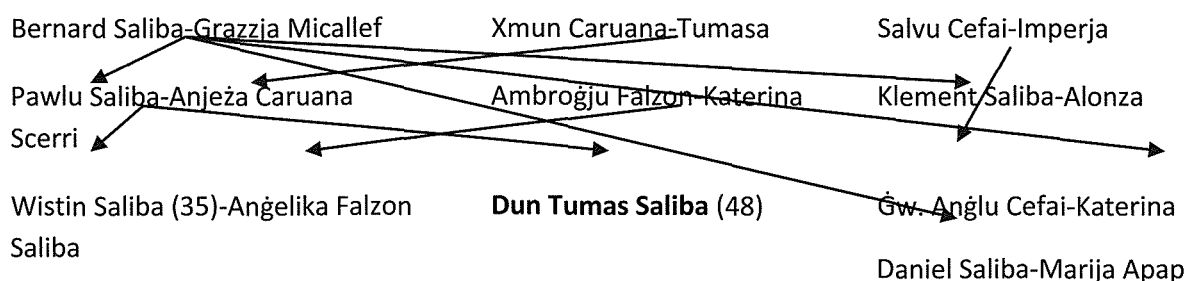 Bernard Saliba-Grazzja Micallef Xmun Caruana-Tumasa Salvu Cefai-Imperja
Pawlu Saliba-Anjeża Caruana Ambroġju Falzon-Katerina Klement Saliba-Alonza
Scerri
Wistin Saliba (35)-Anġelika Falzon Dun Tumas Saliba (48) Ġw. Anġlu Cefai-Katerina
Saliba
Daniel Saliba-Marija Apap